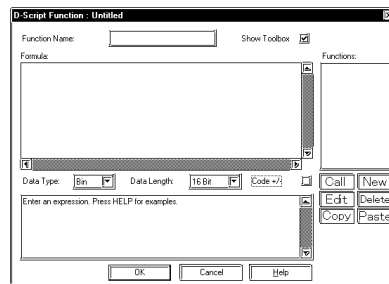 D-Script Function : Untitled
Function Name: Show Toolbox
Formula: Functions:
Data Type: Bin Data Length: 16 Bit Code +/-
Call New
Enter an expression. Press HELP for examples.
Edit Delete
Copy Paste
OK Cancel Help